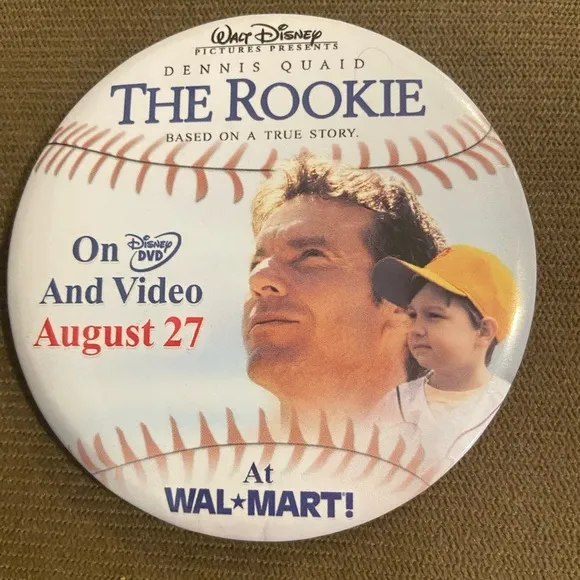 Walt Disney
PICTURES PRESENTS
DENNIS QUAID
THE ROOKIE
BASED ON A TRUE STORY.
On Disney DVD
And Video
August 27
At
WAL★MART!